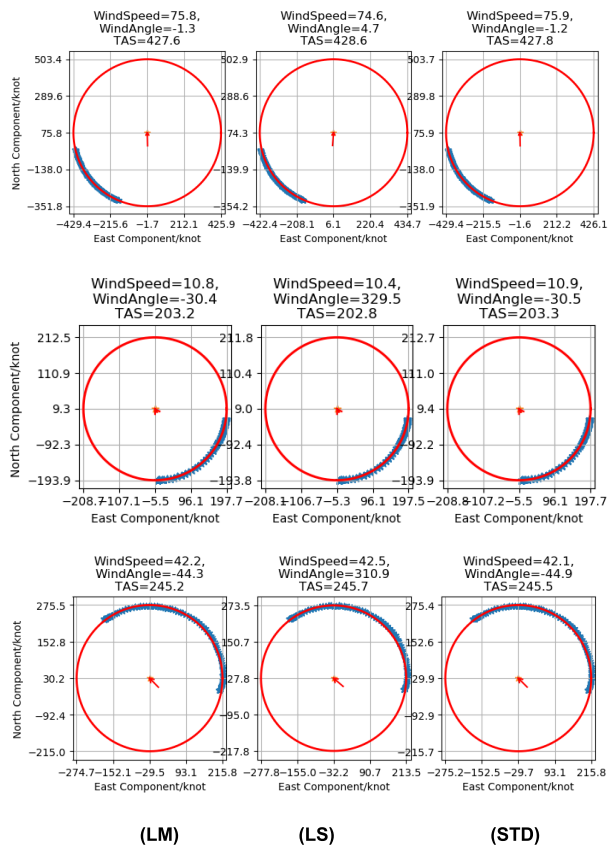 WindSpeed=75.8,
WindAngle=-1.3
TAS=427.6
WindSpeed=74.6,
WindAngle=4.7
TAS=428.6
WindSpeed=75.9,
WindAngle=-1.2
TAS=427.8
North Component/knot
503.4
289.6
75.8
−138.0
−351.8
−429.4 −215.5 −1.7 212.1 425.9
East Component/knot
502.9
288.6
74.3
−139.9
−354.2
−422.2 −208.1 6.1 220.4 434.7
East Component/knot
503.7
289.8
75.9
−138.0
−351.9
−429.7 −215.6 −1.6 212.2 426.1
East Component/knot
WindSpeed=10.8,
WindAngle=-30.4
TAS=203.2
WindSpeed=10.4,
WindAngle=329.5
TAS=202.8
WindSpeed=10.9,
WindAngle=-30.5
TAS=203.3
North Component/knot
212.5
110.9
9.3
−92.3
−193.9
−208.7 −107.1 −5.5 96.1 197.7
East Component/knot
211.8
110.4
9.0
−92.4
−193.8
−106.7 −5.3 96.1 197.5
East Component/knot
212.7
111.0
9.4
−92.3
−193.9
−208.8 −107.2 −5.5 96.1 197.7
East Component/knot
WindSpeed=42.2,
WindAngle=-44.3
TAS=245.2
WindSpeed=42.5,
WindAngle=310.9
TAS=245.7
WindSpeed=42.1,
WindAngle=-44.9
TAS=245.5
North Component/knot
275.5
152.8
30.2
−92.4
−215.0
−274.7 −152.1 −29.5 93.1 215.8
East Component/knot
273.5
150.7
27.8
−95.0
−217.8
−277.8 −155.0 −32.2 90.7 213.5
East Component/knot
275.4
152.6
29.9
−92.9
−215.7
−275.2 −152.5 −29.7 93.1 215.8
East Component/knot
(LM) (LS) (STD)